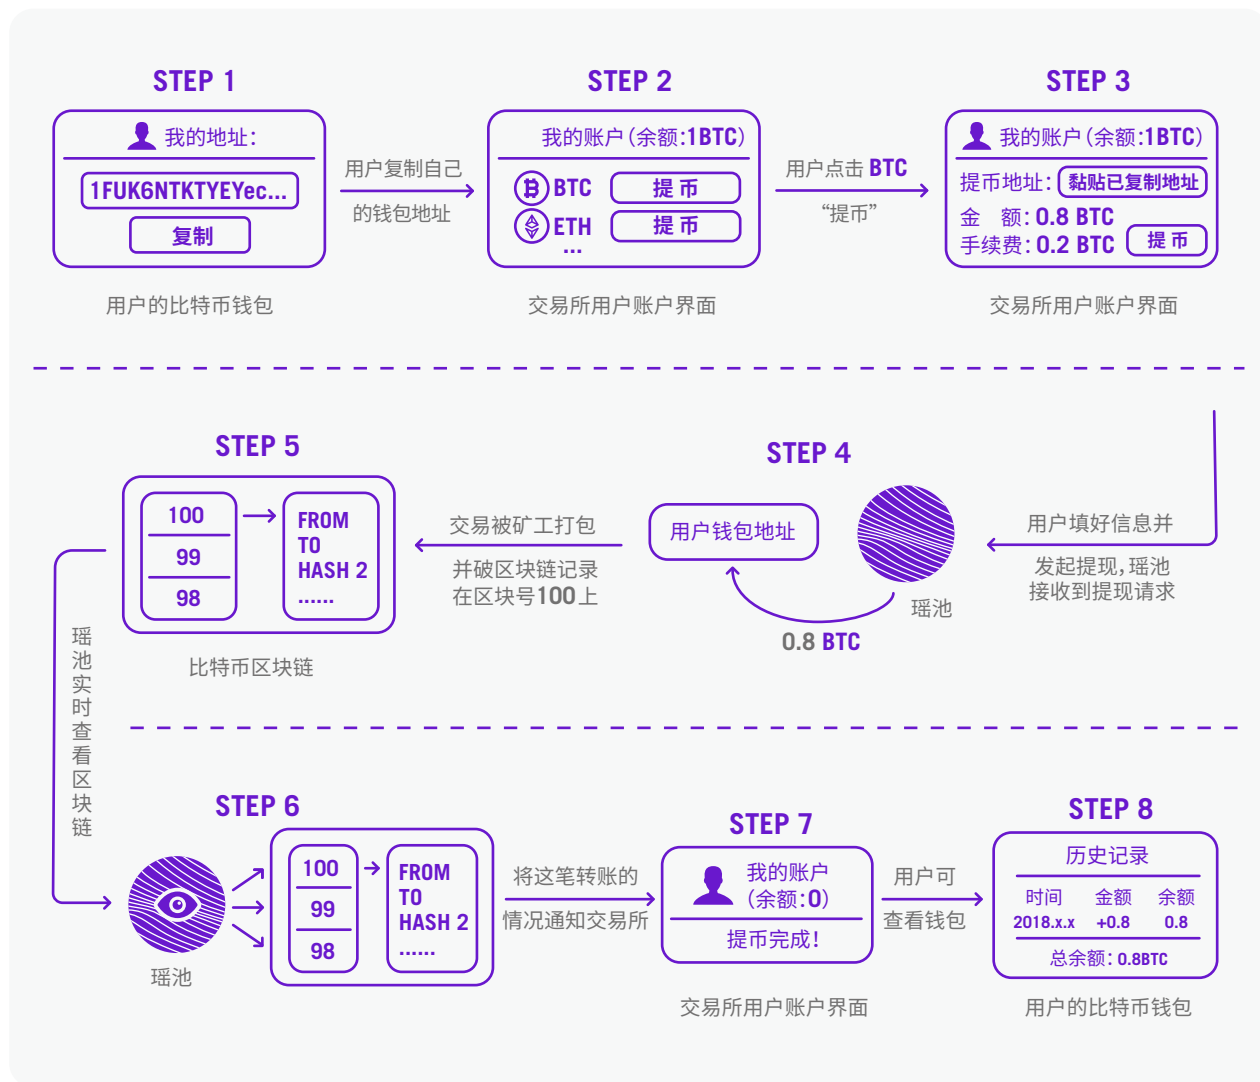 STEP 1
我的地址：
1FUK6NTKTYEYec...
复制
用户的比特币钱包
用户复制自己
的钱包地址
STEP 2
我的账户（余额:1BTC）
BTC 提 币
ETH 提 币
...
交易所用户账户界面
用户点击 BTC
“提币”
STEP 3
我的账户（余额:1BTC）
提币地址： 黏贴已复制地址
金 额：0.8 BTC
手续费：0.2 BTC 提 币
交易所用户账户界面
用户填好信息并
发起提现，瑶池
接收到提现请求
STEP 4
用户钱包地址
瑶池
0.8 BTC
交易被矿工打包
并破区块链记录
在区块号100上
STEP 5
100
99
98
FROM
TO
HASH 2
......
比特币区块链
瑶池实时查看区块链
STEP 6
瑶池
100
99
98
FROM
TO
HASH 2
......
将这笔转账的
情况通知交易所
STEP 7
我的账户
（余额:0）
提币完成！
交易所用户账户界面
用户可
查看钱包
STEP 8
历史记录
时间 金额 余额
2018.x.x +0.8 0.8
总余额：0.8BTC
用户的比特币钱包